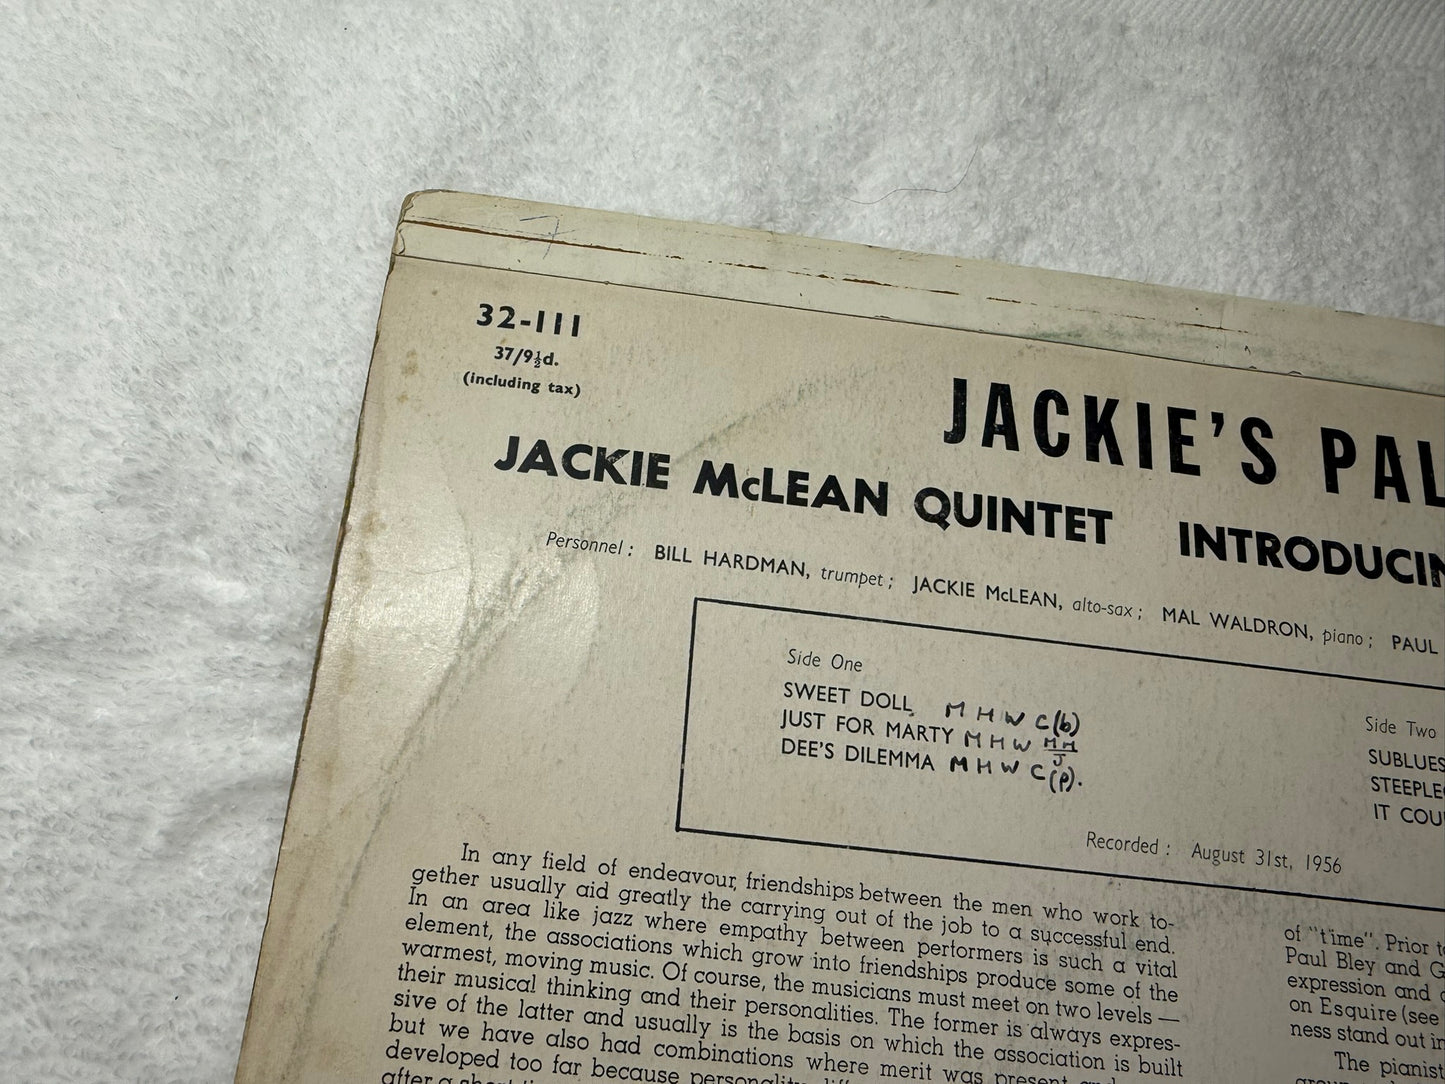 32-111
37/9½d.
(including tax)
JACKIE'S PAL
JACKIE McLEAN QUINTET INTRODUCIN
Personnel: BILL HARDMAN, trumpet; JACKIE McLEAN, alto-sax; MAL WALDRON, piano; PAUL
Side One
SWEET DOLL M H W C(b)
JUST FOR MARTY M H W MM J
DEE'S DILEMMA M H W C(P).
Side Two
SUBLUES
STEEPLE
IT COU
Recorded: August 31st, 1956
In any field of endeavour, friendships between the men who work to-
gether usually aid greatly the carrying out of the job to a successful end.
In an area like jazz where empathy between performers is such a vital
element, the associations which grow into friendships produce some of the
warmest, moving music. Of course, the musicians must meet on two levels —
their musical thinking and their personalities. The former is always expres-
sive of the latter and usually is the basis on which the association is built
but we have also had combinations where merit was present
developed too far because
after a
of "time". Prior t
Paul Bley and G
expression and
on Esquire (see
ness stand out in
The pianist